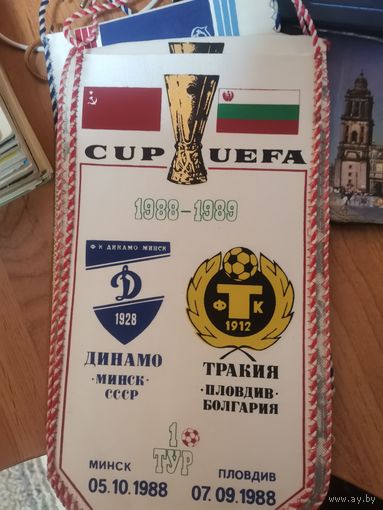 CUP UEFA
1988-1989
Ф К ДИНАМО МИНСК
Д
1928
Ф Т К
1912
ДИНАМО
·МИНСК·
СССР
ТРАКИЯ
·ПЛОВДИВ·
БОЛГАРИЯ
1
ТУР
МИНСК
05.10.1988
ПЛОВДИВ
07.09.1988
www.ay.by